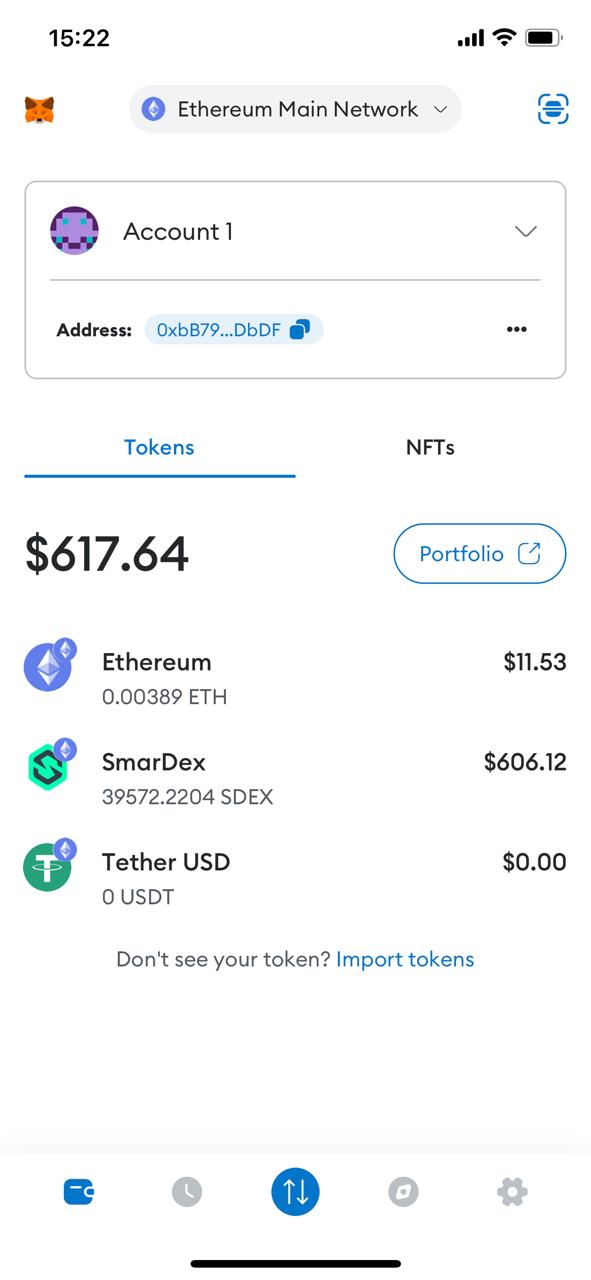 15:22
Ethereum Main Network
Account 1
Address: 0xbB79...DbDF
Tokens NFTs
$617.64 Portfolio
Ethereum $11.53
0.00389 ETH
SmarDex $606.12
39572.2204 SDEX
Tether USD $0.00
0 USDT
Don't see your token? Import tokens